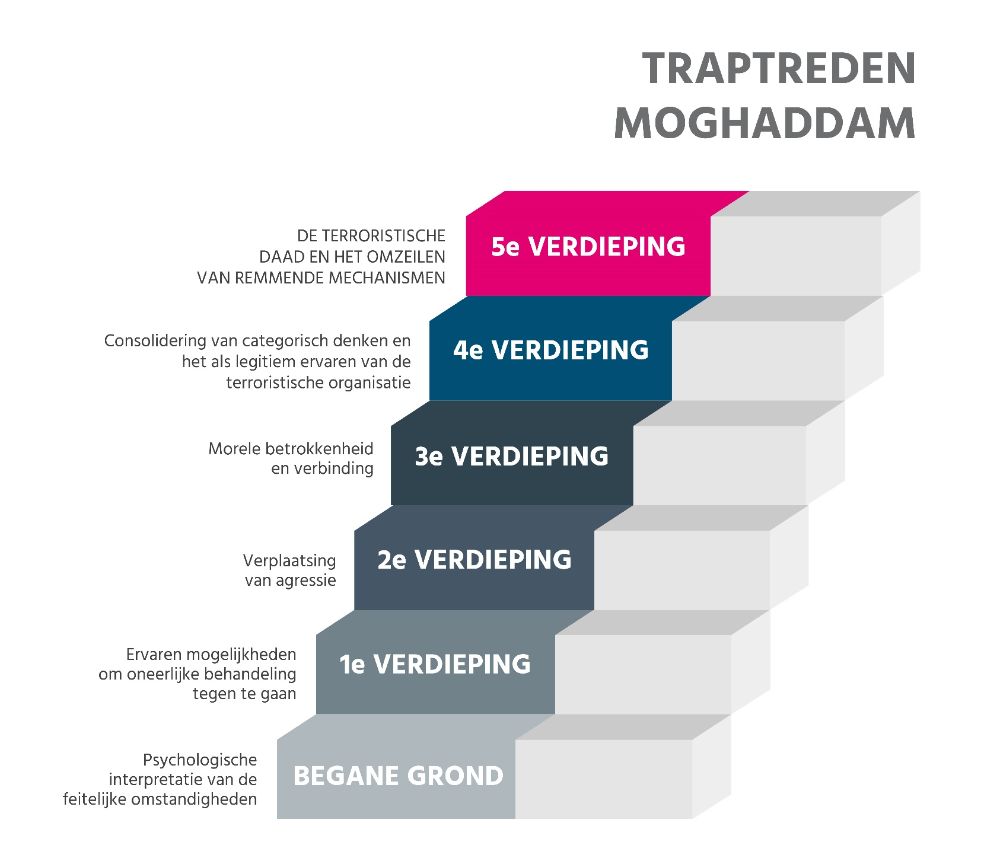 TRAPTREDEN
MOGHADDAM
DE TERRORISTISCHE
DAAD EN HET OMZEILEN
VAN REMMENDE MECHANISMEN
5e VERDIEPING
Consolidering van categorisch denken en
het als legitiem ervaren van de
terroristische organisatie
4e VERDIEPING
Morele betrokkenheid
en verbinding
3e VERDIEPING
Verplaatsing
van agressie
2e VERDIEPING
Ervaren mogelijkheden
om oneerlijke behandeling
tegen te gaan
1e VERDIEPING
Psychologische
interpretatie van de
feitelijke omstandigheden
BEGANE GROND